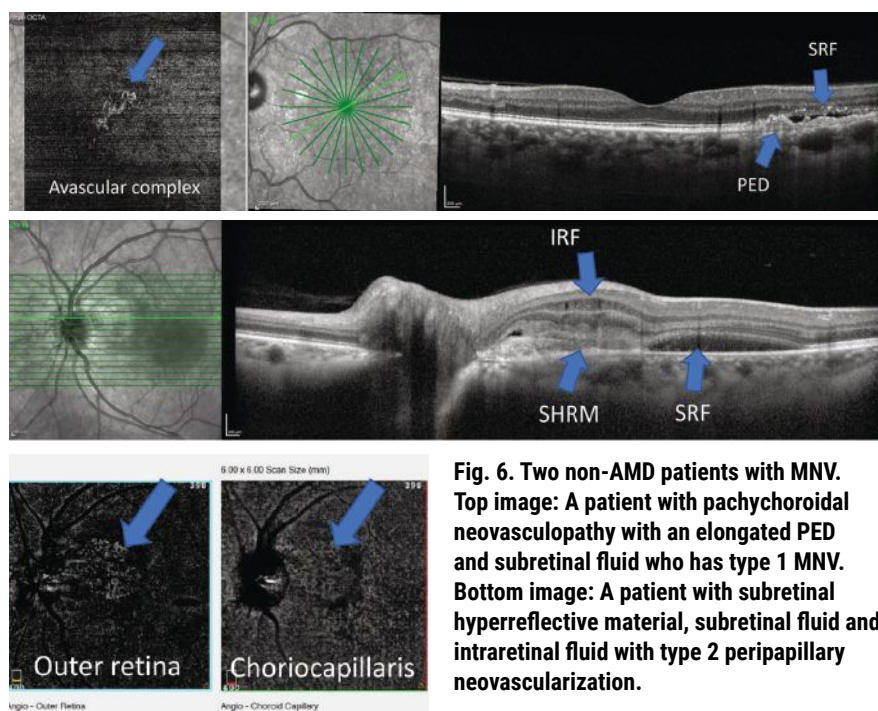 OCTA
Avascular complex
SRF
PED
IRF
SHRM
SRF
6.00 x 6.00 Scan Size (mm)
398
398
Outer retina
Choriocapillaris
Angio - Outer Retina
Angio - Choroid Capillary
Fig. 6. Two non-AMD patients with MNV.
Top image: A patient with pachychoroidal
neovasculopathy with an elongated PED
and subretinal fluid who has type 1 MNV.
Bottom image: A patient with subretinal
hyperreflective material, subretinal fluid and
intraretinal fluid with type 2 peripapillary
neovascularization.